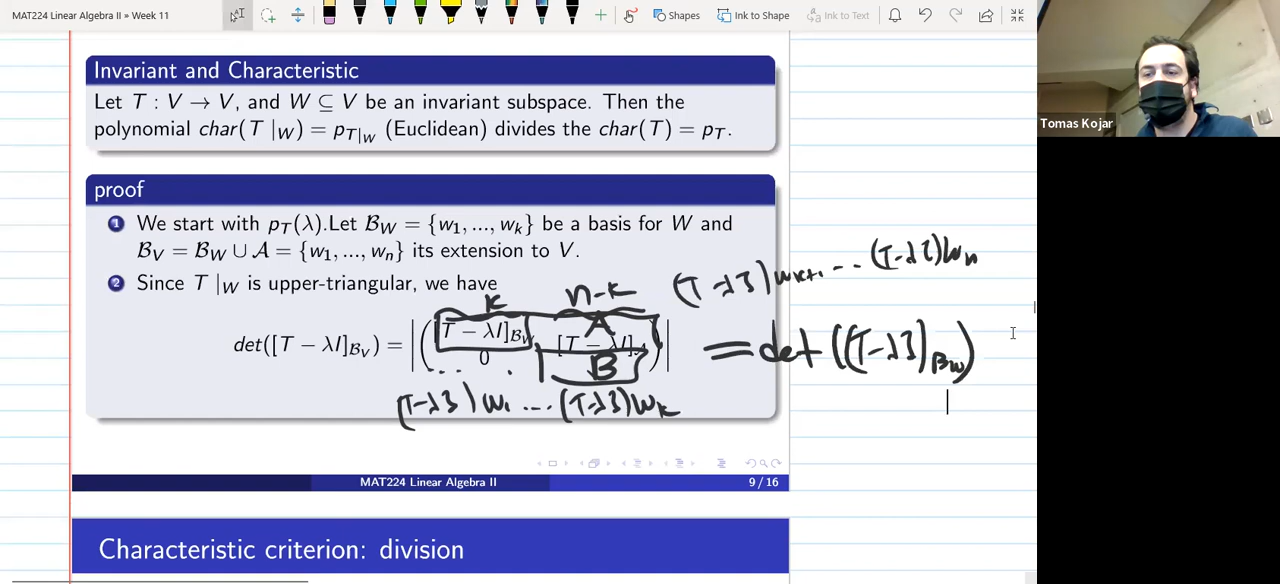 MAT224 Linear Algebra II » Week 11
Shapes
Ink to Shape
Ink to Text
Invariant and Characteristic
Let T : V → V, and W ⊆ V be an invariant subspace. Then the
polynomial char(T |W) = pT|W (Euclidean) divides the char(T) = pT.
Tomas Kojar
proof
1 We start with pT(λ).Let BW = {w1, ..., wk} be a basis for W and
BV = BW ∪ A = {w1, ..., wn} its extension to V.
2 Since T |W is upper-triangular, we have
(T-λI)wk+1 ... (T-λI)wn
k n-k
det([T − λI]BV) = |([T − λI]BW A
0 [T − λI] B)| = det((T-λI)BW)
(T-λI)w1 ... (T-λI)wk
MAT224 Linear Algebra II
9 / 16
Characteristic criterion: division